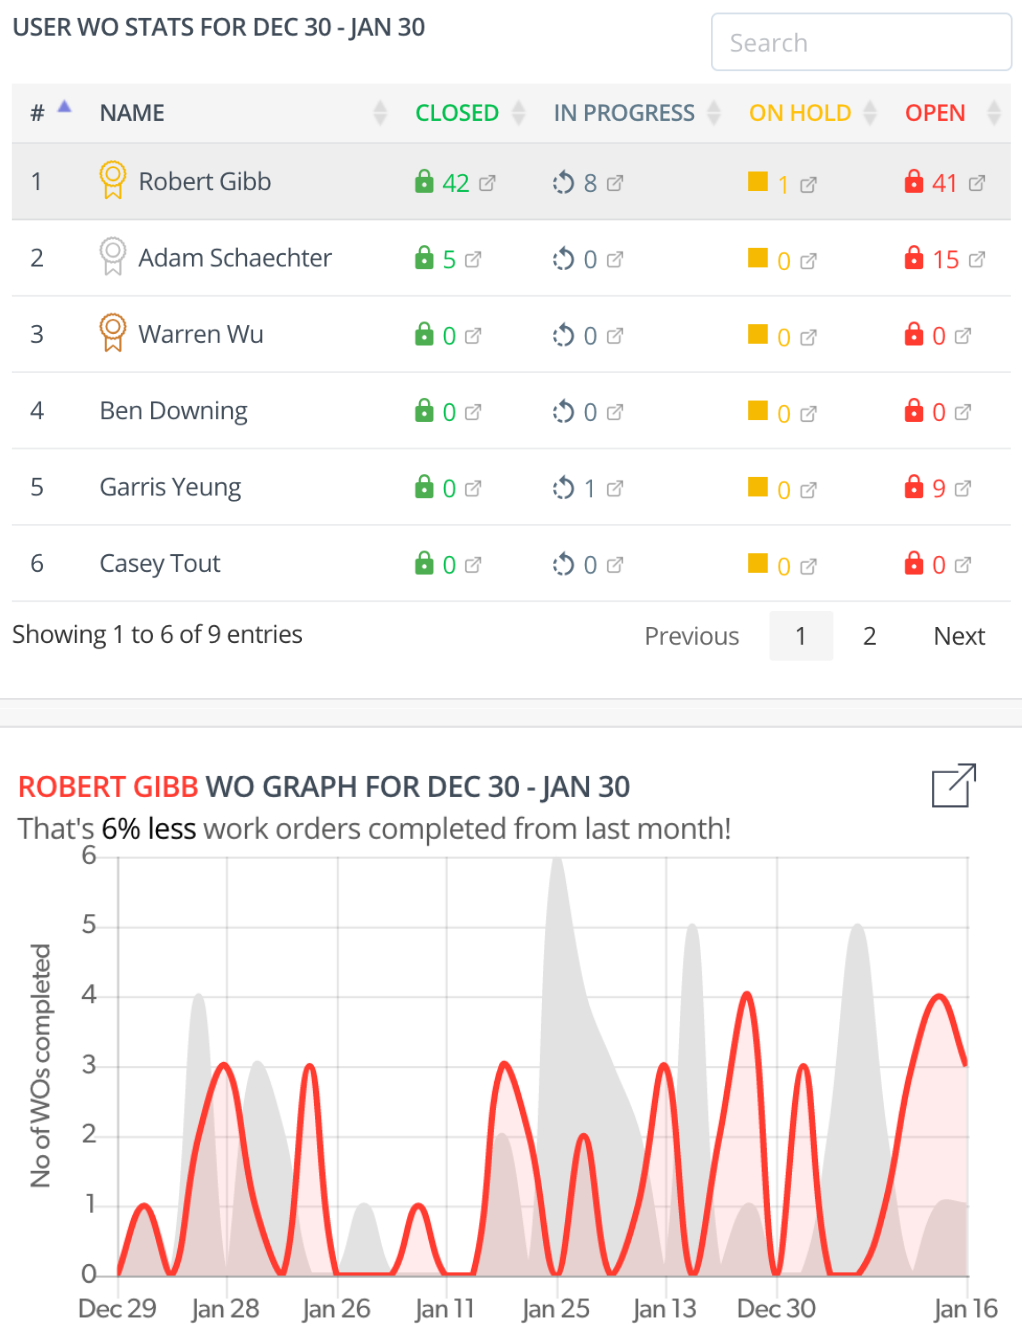 USER WO STATS FOR DEC 30 - JAN 30
Search
# NAME CLOSED IN PROGRESS ON HOLD OPEN
1 Robert Gibb 42 8 1 41
2 Adam Schaechter 5 0 0 15
3 Warren Wu 0 0 0 0
4 Ben Downing 0 0 0 0
5 Garris Yeung 0 1 0 9
6 Casey Tout 0 0 0 0
Showing 1 to 6 of 9 entries Previous 1 2 Next
ROBERT GIBB WO GRAPH FOR DEC 30 - JAN 30
That's 6% less work orders completed from last month!
No of WOs completed
6
5
4
3
2
1
0
Dec 29 Jan 28 Jan 26 Jan 11 Jan 25 Jan 13 Dec 30 Jan 16